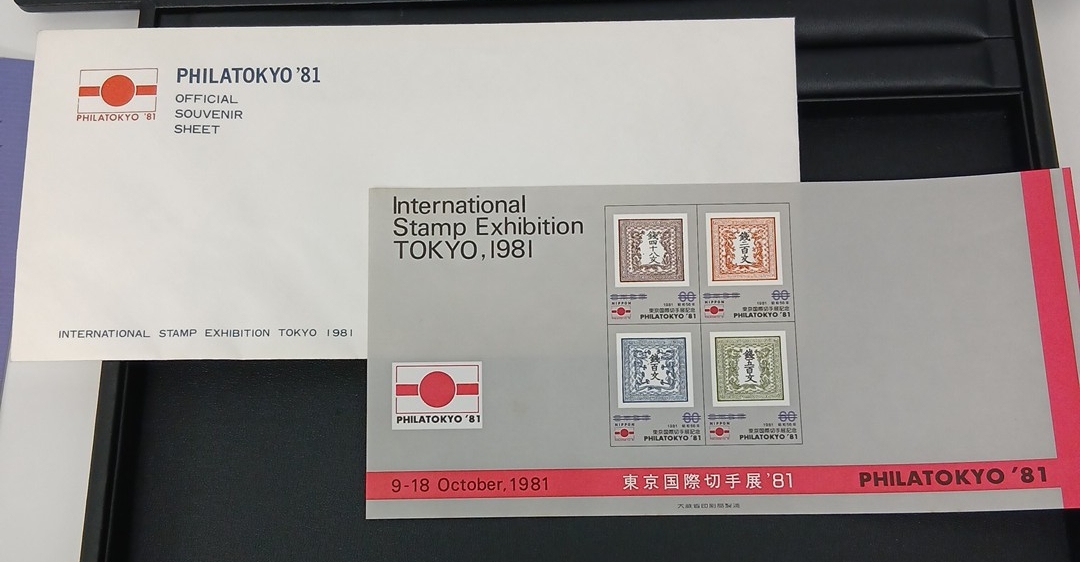 PHILATOKYO '81
PHILATOKYO '81
OFFICIAL
SOUVENIR
SHEET
INTERNATIONAL STAMP EXHIBITION TOKYO 1981
International
Stamp Exhibition
TOKYO, 1981
銭四十八文
NIPPON
60
1981
東京国際切手展記念
PHILATOKYO '81
銭二百文
NIPPON
60
1981
東京国際切手展記念
PHILATOKYO '81
銭百文
NIPPON
60
1981
東京国際切手展記念
PHILATOKYO '81
銭五百文
NIPPON
60
1981
東京国際切手展記念
PHILATOKYO '81
PHILATOKYO '81
9-18 October, 1981
東京国際切手展 '81
PHILATOKYO '81
大蔵省印刷局製造